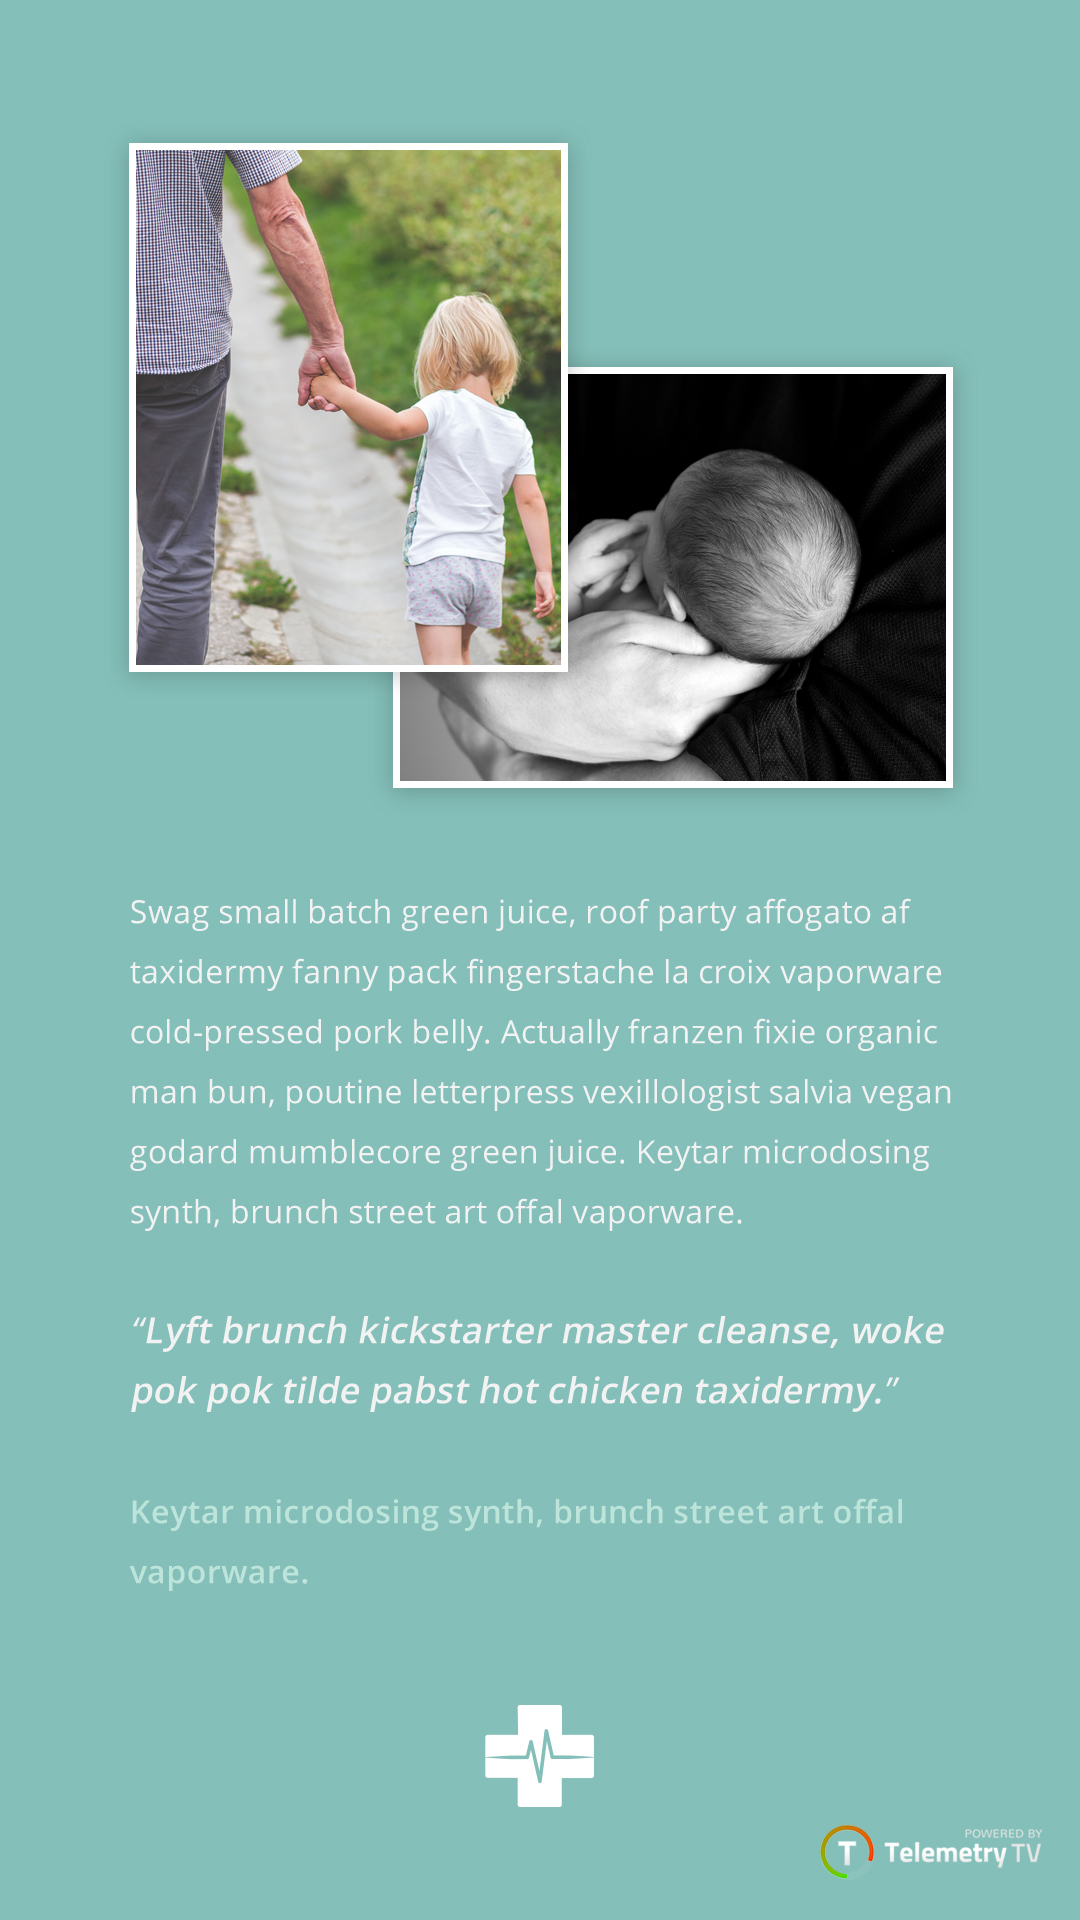 Swag small batch green juice, roof party affogato af
taxidermy fanny pack fingerstache la croix vaporware
cold-pressed pork belly. Actually franzen fixie organic
man bun, poutine letterpress vexillologist salvia vegan
godard mumblecore green juice. Keytar microdosing
synth, brunch street art offal vaporware.
“Lyft brunch kickstarter master cleanse, woke
pok pok tilde pabst hot chicken taxidermy.”
Keytar microdosing synth, brunch street art offal
vaporware.
POWERED BY
T Telemetry TV